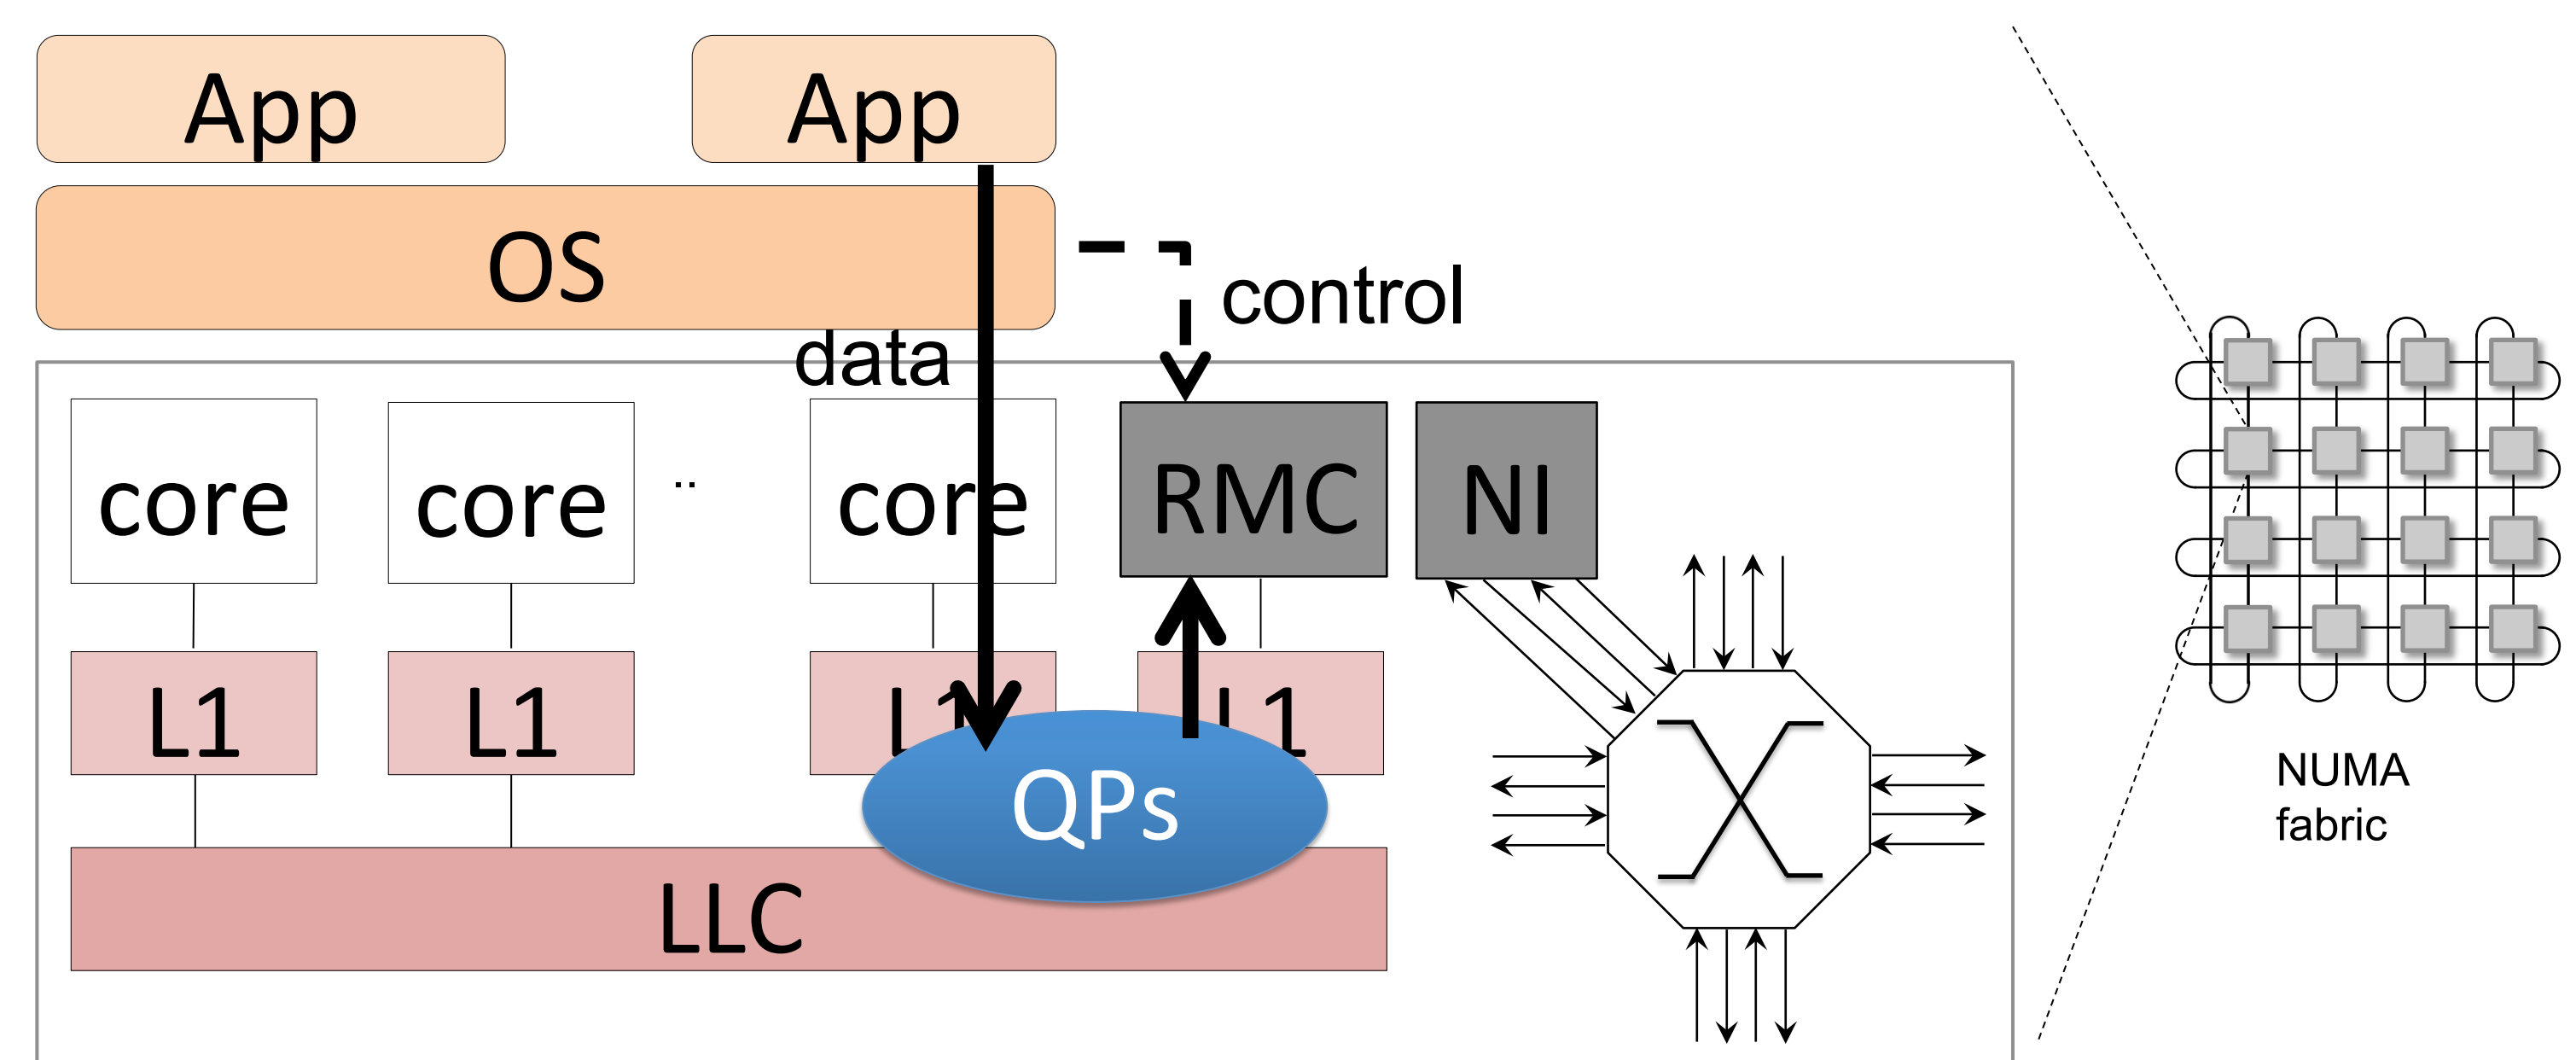 App
App
OS
control
data
core
core
..
core
RMC
NI
L1
L1
L1
L1
QPs
LLC
NUMA
fabric